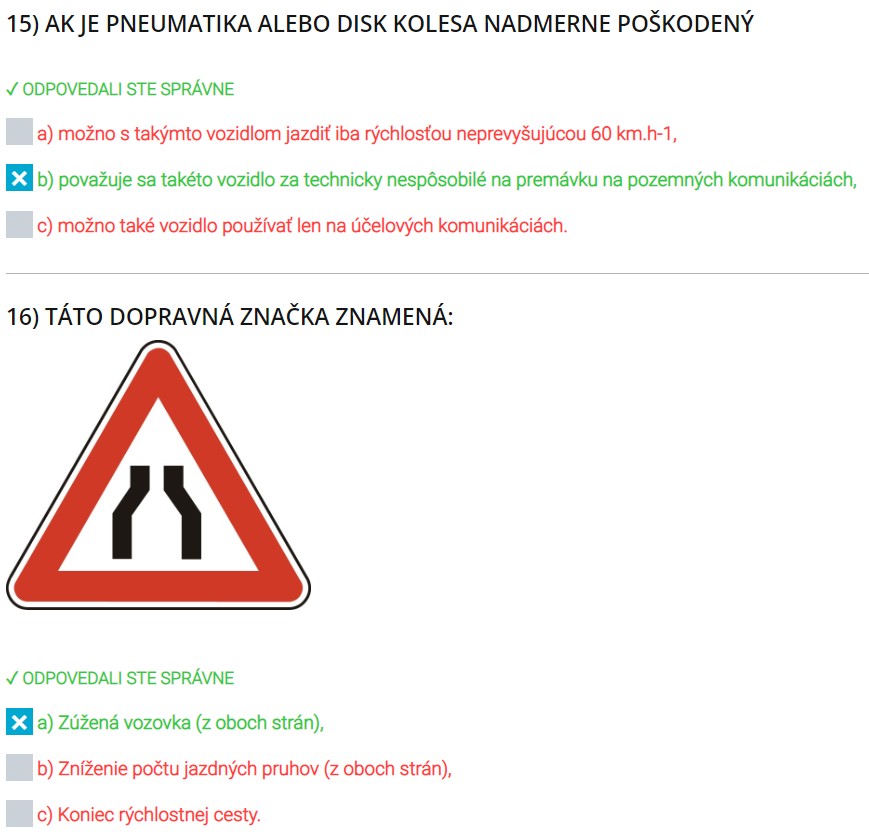 15) AK JE PNEUMATIKA ALEBO DISK KOLESA NADMERNE POŠKODENÝ
✓ ODPOVEDALI STE SPRÁVNE
a) možno s takýmto vozidlom jazdiť iba rýchlosťou neprevyšujúcou 60 km.h-1,
b) považuje sa takéto vozidlo za technicky nespôsobilé na premávku na pozemných komunikáciách,
c) možno také vozidlo používať len na účelových komunikáciách.
16) TÁTO DOPRAVNÁ ZNAČKA ZNAMENÁ:
✓ ODPOVEDALI STE SPRÁVNE
a) Zúžená vozovka (z oboch strán),
b) Zníženie počtu jazdných pruhov (z oboch strán),
c) Koniec rýchlostnej cesty.